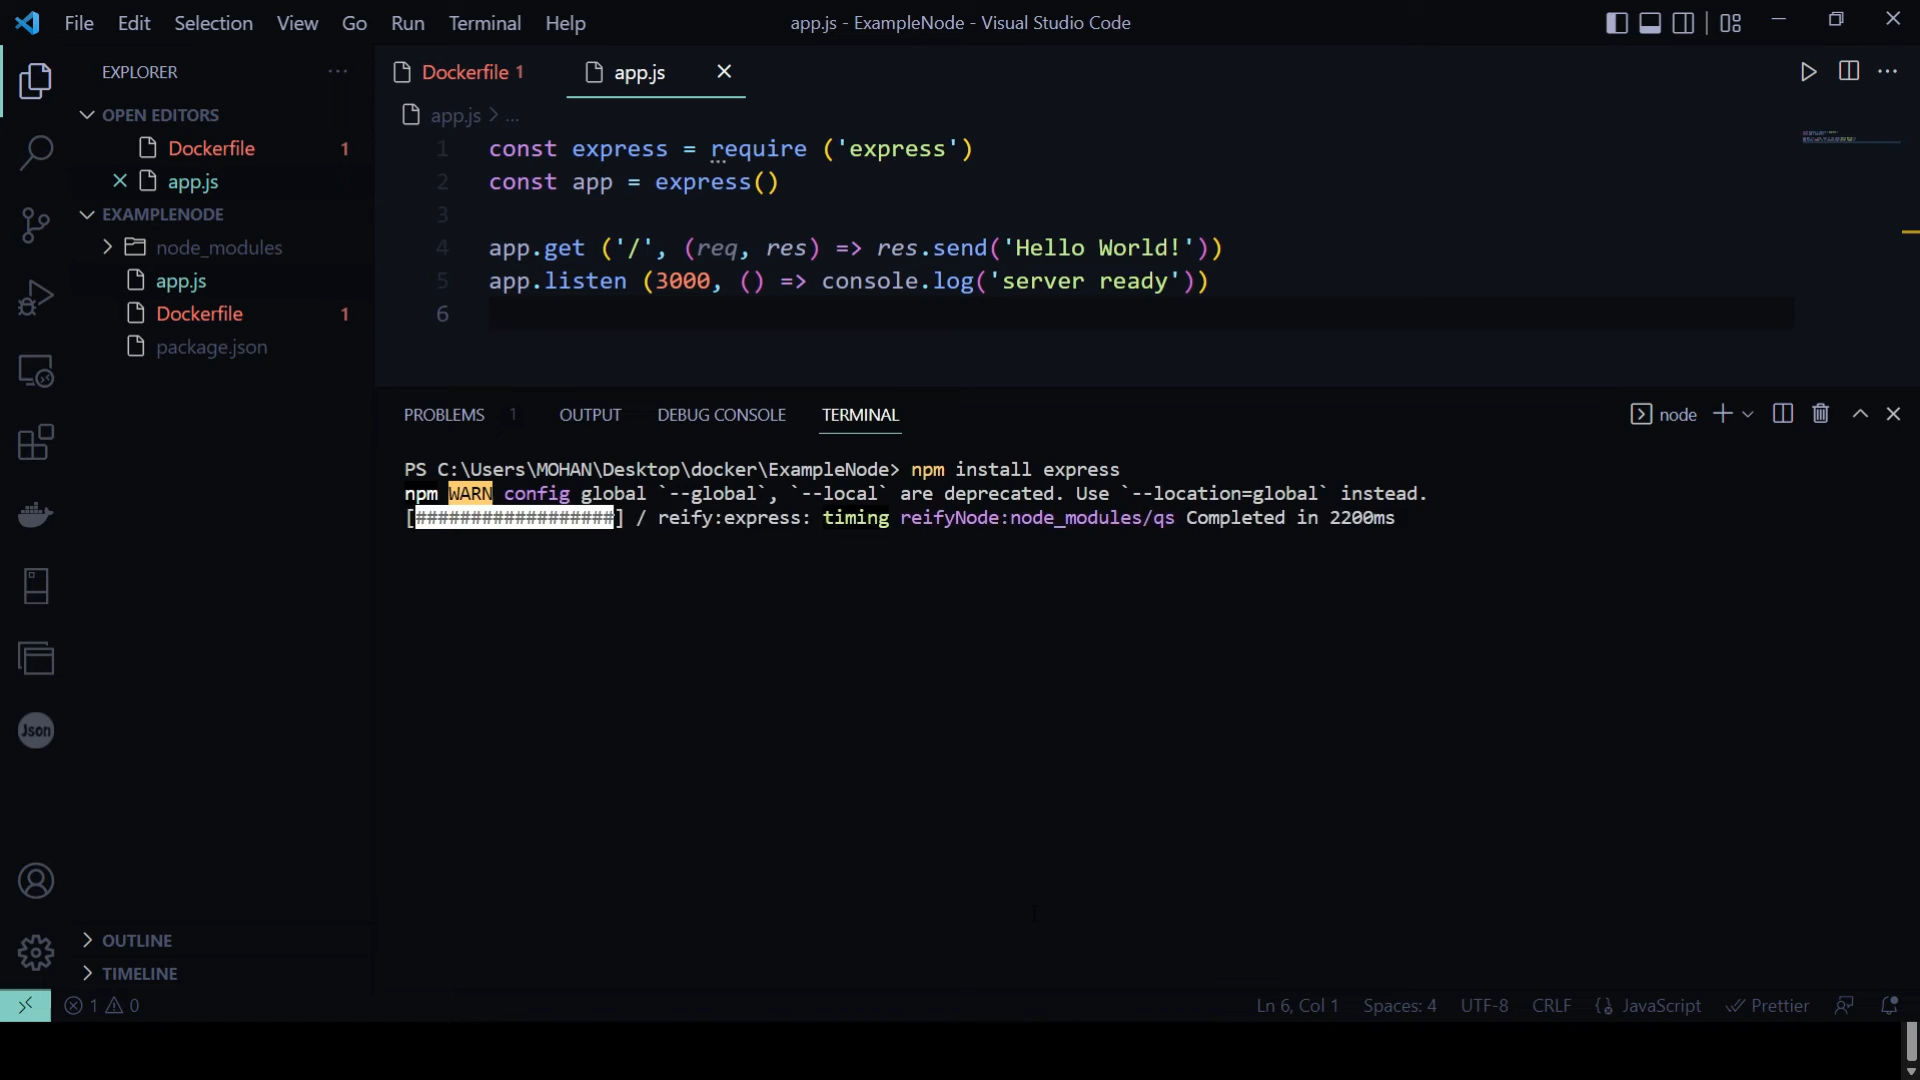 File Edit Selection View Go Run Terminal Help
app.js - ExampleNode - Visual Studio Code
EXPLORER
OPEN EDITORS
Dockerfile 1
app.js
EXAMPLENODE
node_modules
app.js
Dockerfile 1
package.json
OUTLINE
TIMELINE
Json
Dockerfile 1
app.js
app.js > ...
1 const express = require ('express')
2 const app = express()
3
4 app.get ('/', (req, res) => res.send('Hello World!'))
5 app.listen (3000, () => console.log('server ready'))
6
PROBLEMS 1 OUTPUT DEBUG CONSOLE TERMINAL
node
PS C:\Users\MOHAN\Desktop\docker\ExampleNode> npm install express
npm WARN config global `--global`, `--local` are deprecated. Use `--location=global` instead.
[##################] / reify:express: timing reifyNode:node_modules/qs Completed in 2200ms
1 0
Ln 6, Col 1 Spaces: 4 UTF-8 CRLF JavaScript Prettier